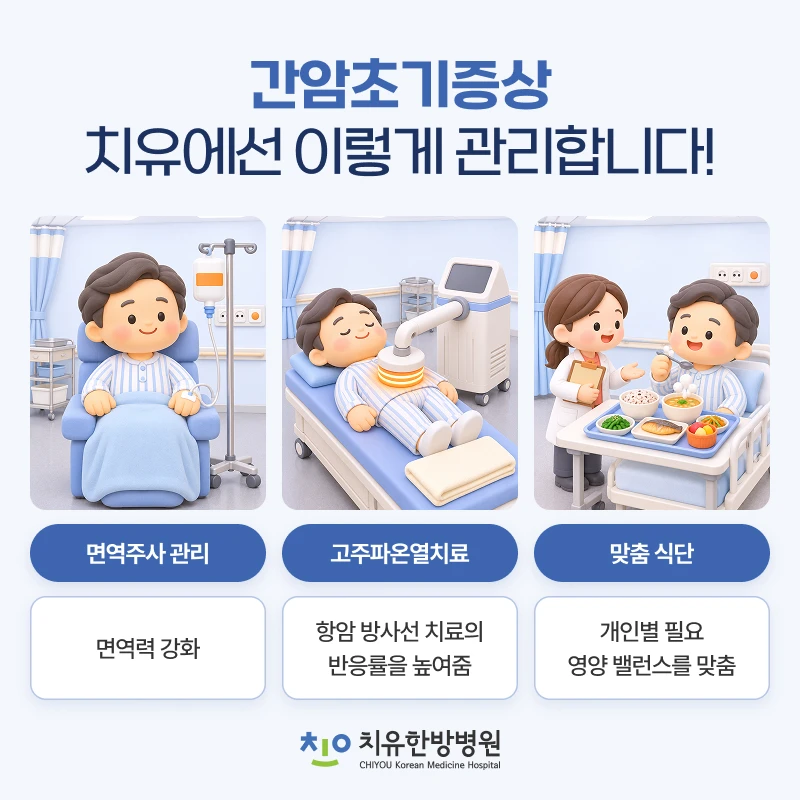 간암초기증상
치유에선 이렇게 관리합니다!
면역주사 관리
고주파온열치료
맞춤 식단
면역력 강화
항암 방사선 치료의
반응률을 높여줌
개인별 필요
영양 밸런스를 맞춤
치유 치유한방병원
CHIYOU Korean Medicine Hospital